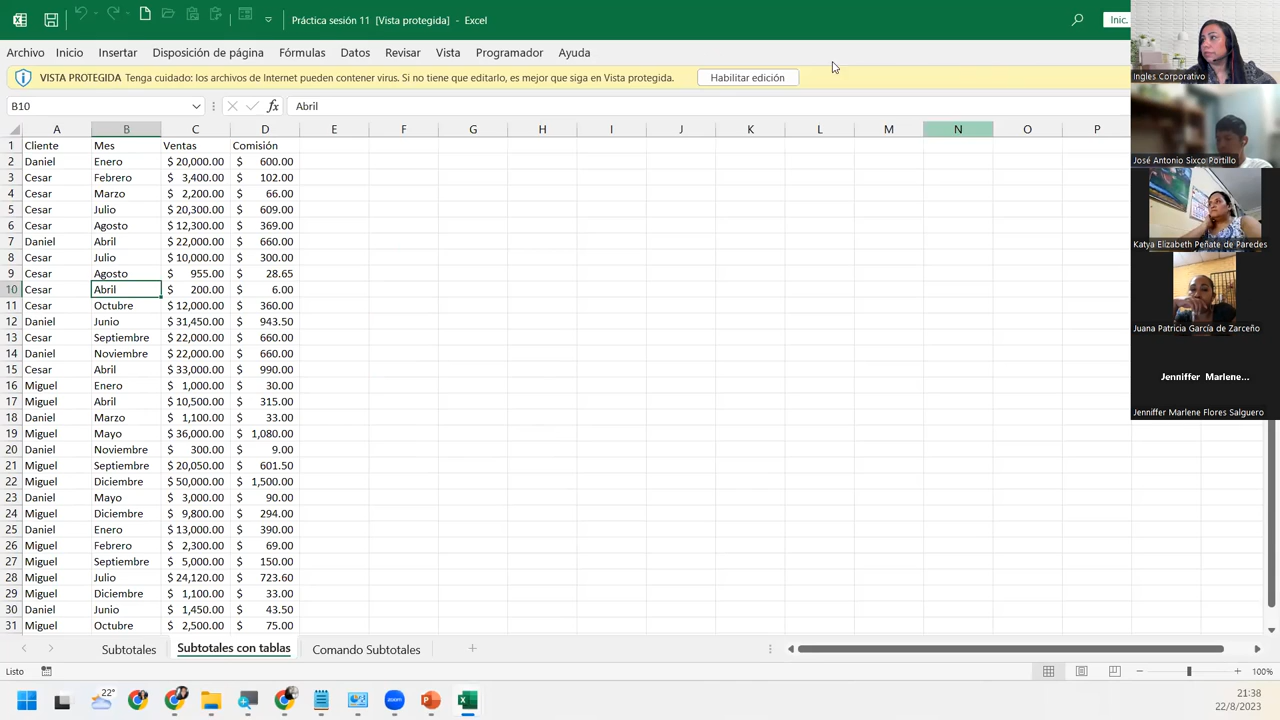 Práctica sesión 11 [Vista protegida] - Excel
Inic.
Archivo Inicio Insertar Disposición de página Fórmulas Datos Revisar Vista Ayuda
VISTA PROTEGIDA Tenga cuidado: los archivos de Internet pueden contener virus. Si no tiene que editarlo, es mejor que siga en Vista protegida. Habilitar edición
B10 fx Abril
A B C D E F G H I J K L M N O P
1 Cliente Mes Ventas Comisión
2 Daniel Enero $ 20,000.00 $ 600.00
3 Cesar Febrero $ 3,400.00 $ 102.00
4 Cesar Marzo $ 2,200.00 $ 66.00
5 Cesar Julio $ 20,300.00 $ 609.00
6 Cesar Agosto $ 12,300.00 $ 369.00
7 Daniel Abril $ 22,000.00 $ 660.00
8 Cesar Julio $ 10,000.00 $ 300.00
9 Cesar Agosto $ 955.00 $ 28.65
10 Cesar Abril $ 200.00 $ 6.00
11 Cesar Octubre $ 12,000.00 $ 360.00
12 Daniel Junio $ 31,450.00 $ 943.50
13 Cesar Septiembre $ 22,000.00 $ 660.00
14 Daniel Noviembre $ 22,000.00 $ 660.00
15 Cesar Abril $ 33,000.00 $ 990.00
16 Miguel Enero $ 1,000.00 $ 30.00
17 Miguel Abril $ 10,500.00 $ 315.00
18 Daniel Marzo $ 1,100.00 $ 33.00
19 Miguel Mayo $ 36,000.00 $ 1,080.00
20 Daniel Noviembre $ 300.00 $ 9.00
21 Miguel Septiembre $ 20,050.00 $ 601.50
22 Miguel Diciembre $ 50,000.00 $ 1,500.00
23 Daniel Mayo $ 3,000.00 $ 90.00
24 Miguel Diciembre $ 9,800.00 $ 294.00
25 Daniel Enero $ 13,000.00 $ 390.00
26 Miguel Febrero $ 2,300.00 $ 69.00
27 Miguel Septiembre $ 5,000.00 $ 150.00
28 Miguel Julio $ 24,120.00 $ 723.60
29 Miguel Diciembre $ 1,100.00 $ 33.00
30 Daniel Junio $ 1,450.00 $ 43.50
31 Miguel Octubre $ 2,500.00 $ 75.00
Ingles Corporativo
José Antonio Sixco Portillo
Katya Elizabeth Peñate de Paredes
Juana Patricia García de Zarceño
Jenniffer Marlene...
Jenniffer Marlene Flores Salguero
Subtotales Subtotales con tablas Comando Subtotales
Listo 100%
22°
zoom
21:38
22/8/2023